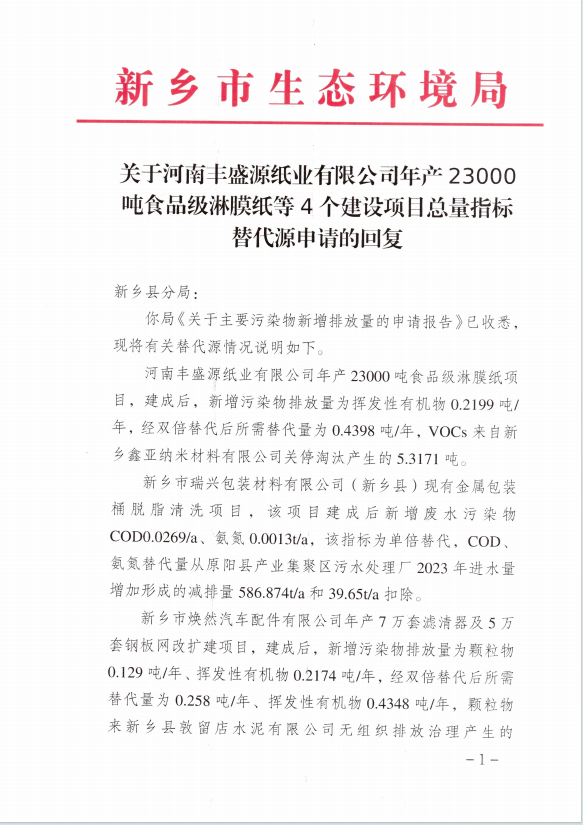 新乡市生态环境局
关于河南丰盛源纸业有限公司年产 23000
吨食品级淋膜纸等 4 个建设项目总量指标
替代源申请的回复
新乡县分局：
你局《关于主要污染物新增排放量的申请报告》已收悉，
现将有关替代源情况说明如下。
河南丰盛源纸业有限公司年产 23000 吨食品级淋膜纸项
目，建成后，新增污染物排放量为挥发性有机物 0.2199 吨/
年，经双倍替代后所需替代量为 0.4398 吨/年，VOCs 来自新
乡鑫亚纳米材料有限公司关停淘汰产生的 5.3171 吨。
新乡市瑞兴包装材料有限公司（新乡县）现有金属包装
桶脱脂清洗项目，该项目建成后新增废水污染物
COD0.0269/a、氨氮 0.0013t/a，该指标为单倍替代，COD、
氨氮替代量从原阳县产业集聚区污水处理厂 2023 年进水量
增加形成的减排量 586.874t/a 和 39.65t/a 扣除。
新乡市焕然汽车配件有限公司年产 7 万套滤清器及 5 万
套钢板网改扩建项目，建成后，新增污染物排放量为颗粒物
0.129 吨/年、挥发性有机物 0.2174 吨/年，经双倍替代后所需
替代量为 0.258 吨/年、挥发性有机物 0.4348 吨/年，颗粒物
来新乡县敦留店水泥有限公司无组织排放治理产生的
－1－